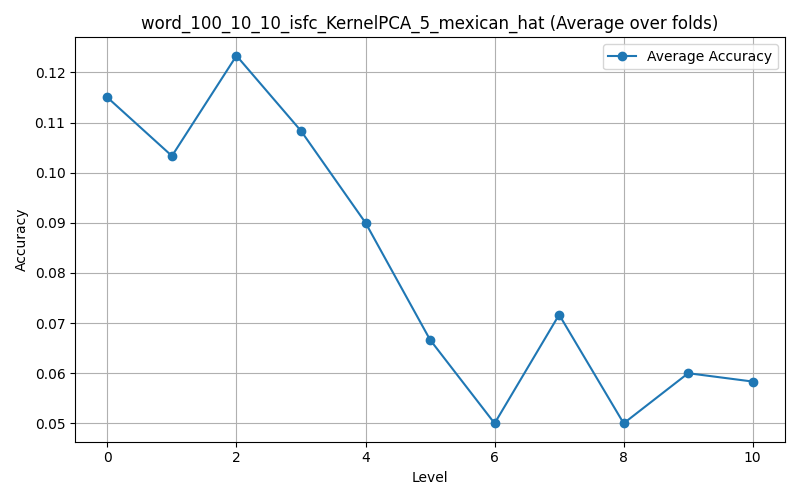 word_100_10_10_isfc_KernelPCA_5_mexican_hat (Average over folds)
Average Accuracy
0.12
0.11
0.10
0.09
0.08
0.07
0.06
0.05
Accuracy
0 2 4 6 8 10
Level